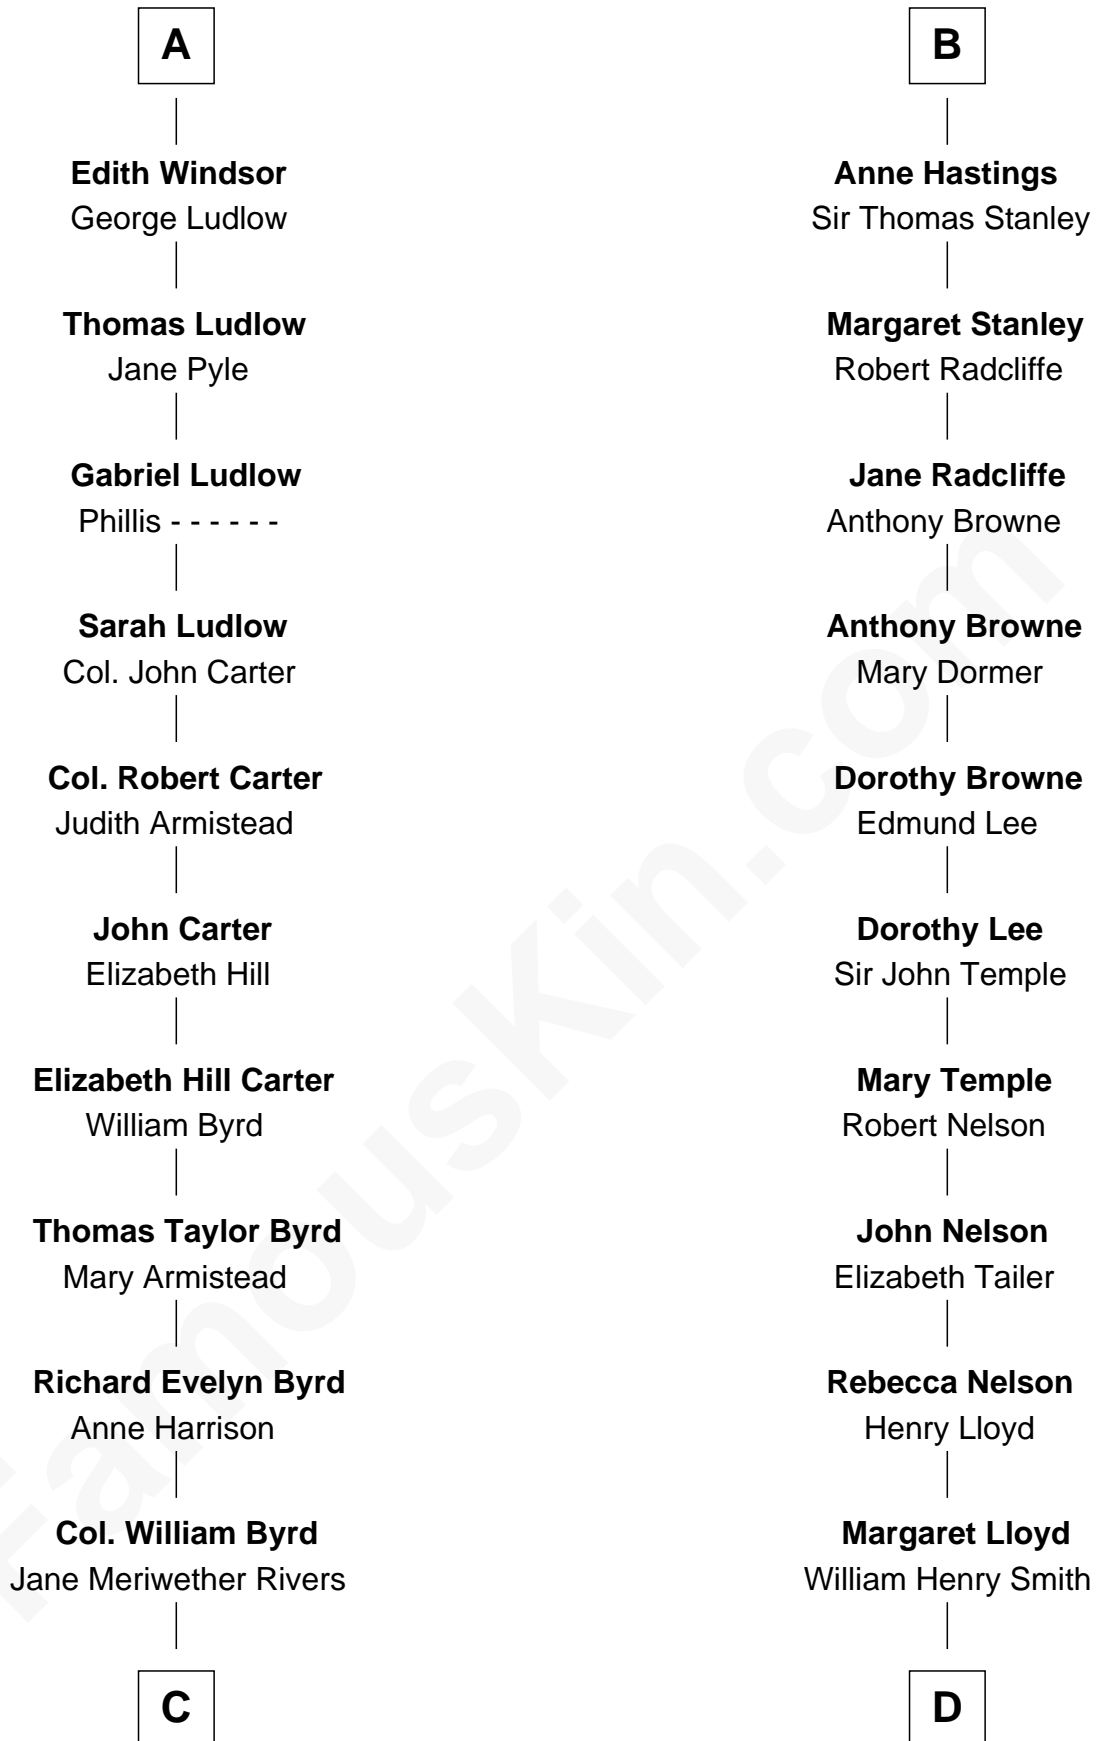 A
Edith Windsor
George Ludlow
Thomas Ludlow
Jane Pyle
Gabriel Ludlow
Phillis - - - - - -
Sarah Ludlow
Col. John Carter
Col. Robert Carter
Judith Armistead
John Carter
Elizabeth Hill
Elizabeth Hill Carter
William Byrd
Thomas Taylor Byrd
Mary Armistead
Richard Evelyn Byrd
Anne Harrison
Col. William Byrd
Jane Meriwether Rivers
C
B
Anne Hastings
Sir Thomas Stanley
Margaret Stanley
Robert Radcliffe
Jane Radcliffe
Anthony Browne
Anthony Browne
Mary Dormer
Dorothy Browne
Edmund Lee
Dorothy Lee
Sir John Temple
Mary Temple
Robert Nelson
John Nelson
Elizabeth Tailer
Rebecca Nelson
Henry Lloyd
Margaret Lloyd
William Henry Smith
D
FamousKin.com